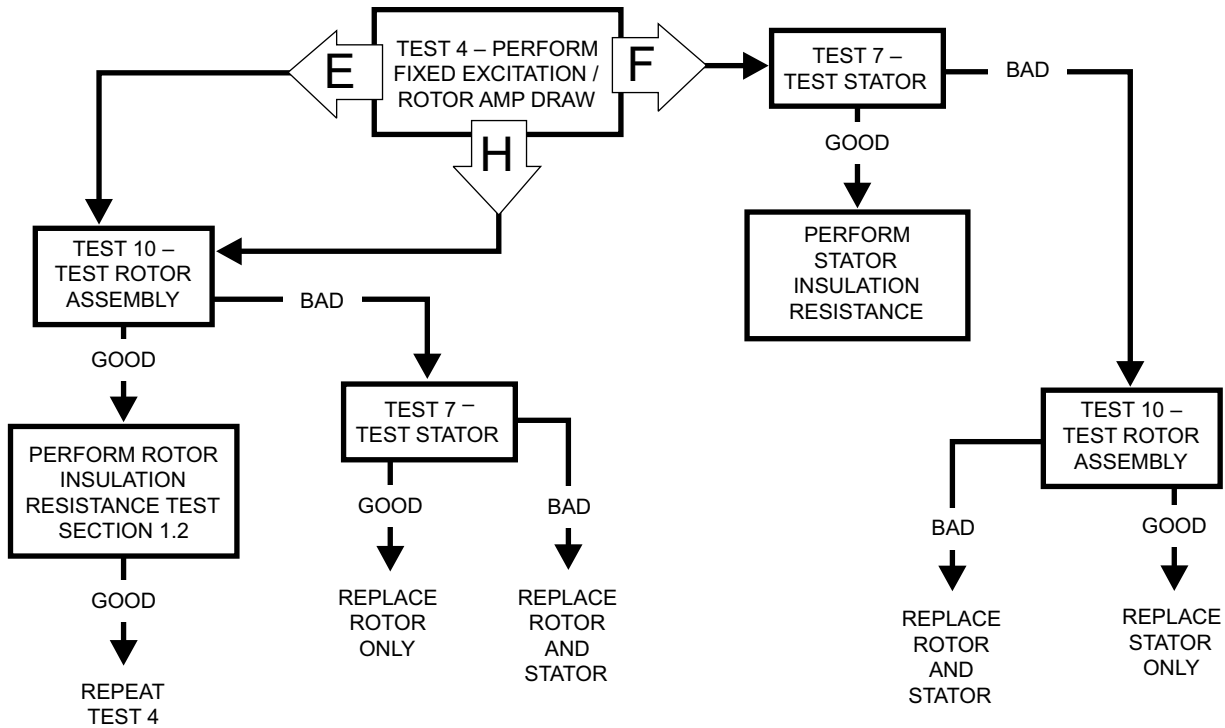 E
TEST 4 – PERFORM
FIXED EXCITATION /
ROTOR AMP DRAW
F
H
TEST 7 –
TEST STATOR
BAD
GOOD
PERFORM
STATOR
INSULATION
RESISTANCE
TEST 10 –
TEST ROTOR
ASSEMBLY
BAD
GOOD
PERFORM ROTOR
INSULATION
RESISTANCE TEST
SECTION 1.2
GOOD
REPEAT
TEST 4
TEST 7 –
TEST STATOR
GOOD
REPLACE
ROTOR
ONLY
BAD
REPLACE
ROTOR
AND
STATOR
TEST 10 –
TEST ROTOR
ASSEMBLY
BAD
REPLACE
ROTOR
AND
STATOR
GOOD
REPLACE
STATOR
ONLY